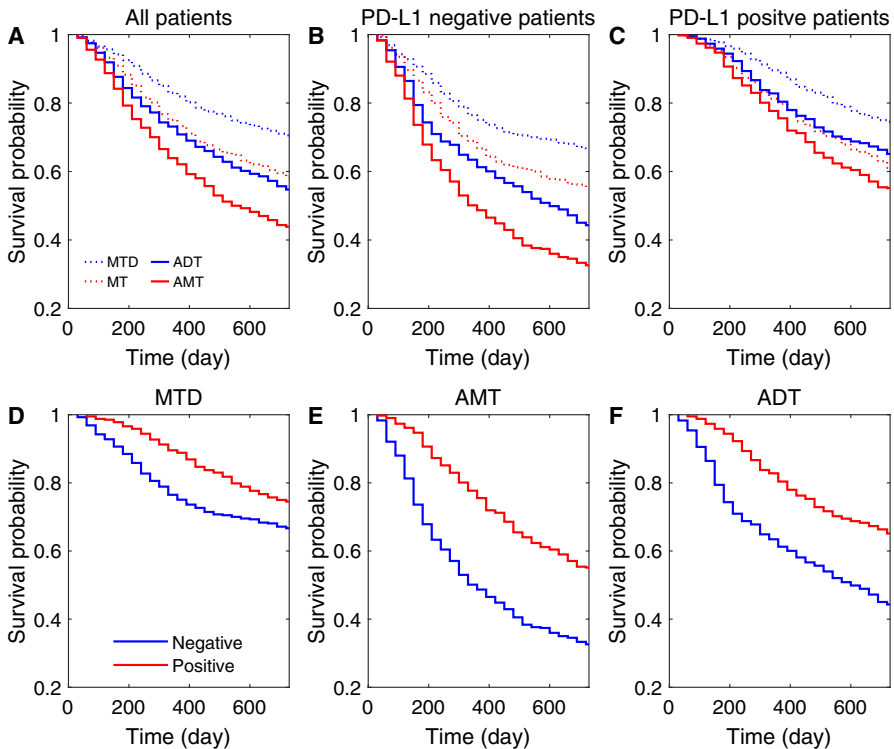 A All patients
B PD-L1 negative patients
C PD-L1 positve patients
Survival probability
1
0.8
0.6
0.4
0.2
MTD ADT
MT AMT
0 200 400 600
Time (day)
Survival probability
1
0.8
0.6
0.4
0.2
0 200 400 600
Time (day)
Survival probability
1
0.8
0.6
0.4
0.2
0 200 400 600
Time (day)
D MTD
E AMT
F ADT
Survival probability
1
0.8
0.6
0.4
0.2
Negative
Positive
0 200 400 600
Time (day)
Survival probability
1
0.8
0.6
0.4
0.2
0 200 400 600
Time (day)
Survival probability
1
0.8
0.6
0.4
0.2
0 200 400 600
Time (day)